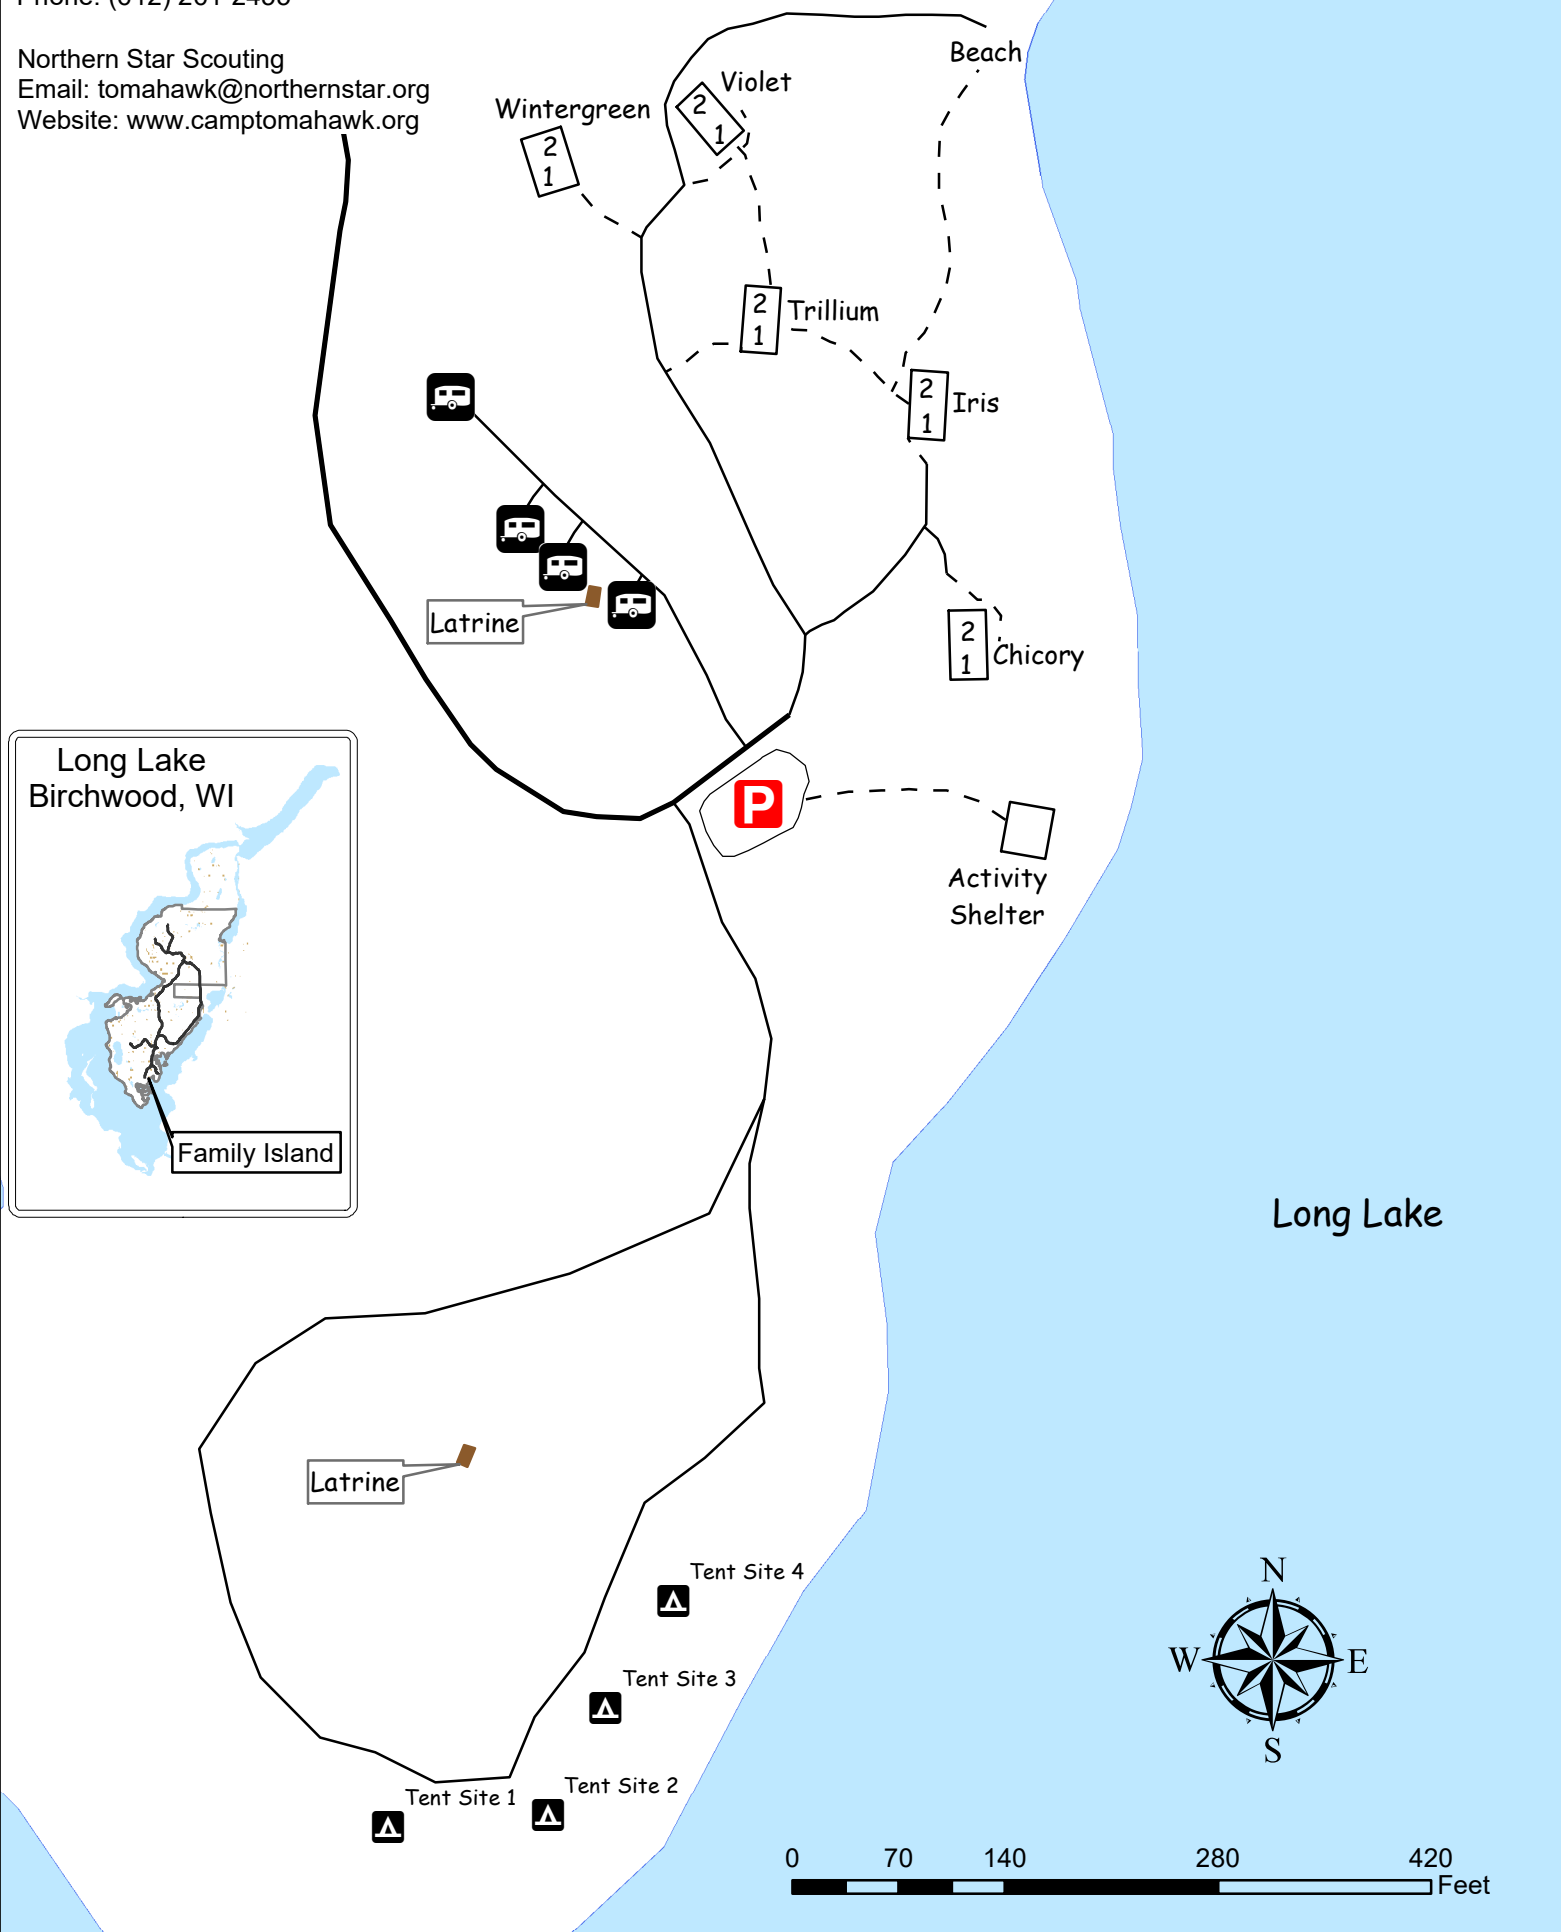 Northern Star Scouting
Email: tomahawk@northernstar.org
Website: www.camptomahawk.org
Beach
Violet
2
1
Wintergreen
2
1
Trillium
2
1
Iris
2
1
Latrine
Chicory
2
1
Long Lake
Birchwood, WI
Family Island
P
Activity
Shelter
Long Lake
Latrine
Tent Site 4
Tent Site 3
Tent Site 2
Tent Site 1
N
W
E
S
0 70 140 280 420
Feet